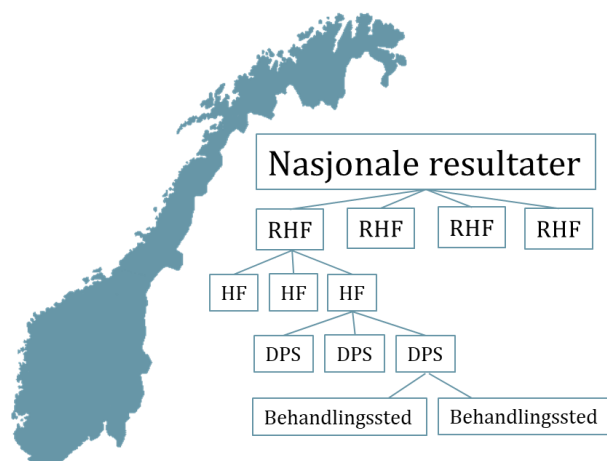 Nasjonale resultater
RHF RHF RHF RHF
HF HF HF
DPS DPS DPS
Behandlingssted Behandlingssted